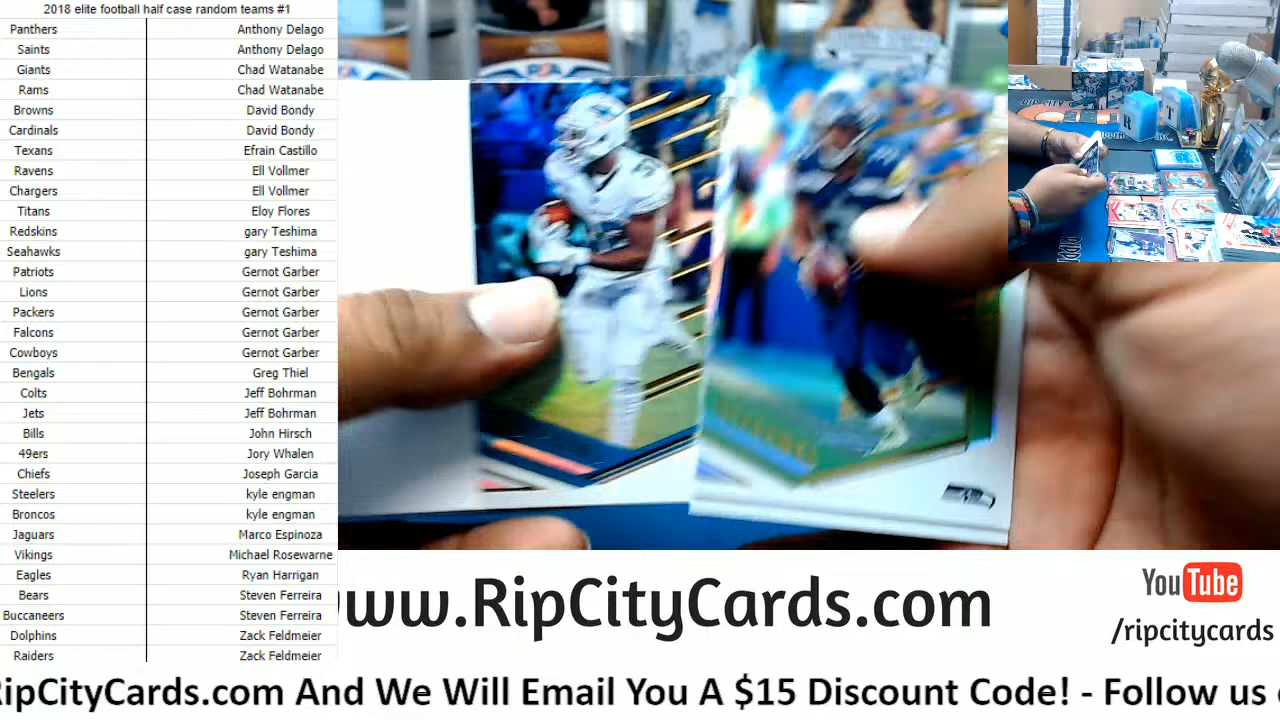 2018 elite football half case random teams #1
Panthers Anthony Delago
Saints Anthony Delago
Giants Chad Watanabe
Rams Chad Watanabe
Browns David Bondy
Cardinals David Bondy
Texans Efrain Castillo
Ravens Ell Vollmer
Chargers Ell Vollmer
Titans Eloy Flores
Redskins gary Teshima
Seahawks gary Teshima
Patriots Gernot Garber
Lions Gernot Garber
Packers Gernot Garber
Falcons Gernot Garber
Cowboys Gernot Garber
Bengals Greg Thiel
Colts Jeff Bohrman
Jets Jeff Bohrman
Bills John Hirsch
49ers Jory Whalen
Chiefs Joseph Garcia
Steelers kyle engman
Broncos kyle engman
Jaguars Marco Espinoza
Vikings Michael Rosewarne
Eagles Ryan Harrigan
Bears Steven Ferreira
Buccaneers Steven Ferreira
Dolphins Zack Feldmeier
Raiders Zack Feldmeier
www.RipCityCards.com
YouTube
/ripcitycards
RipCityCards.com And We Will Email You A $15 Discount Code! - Follow us